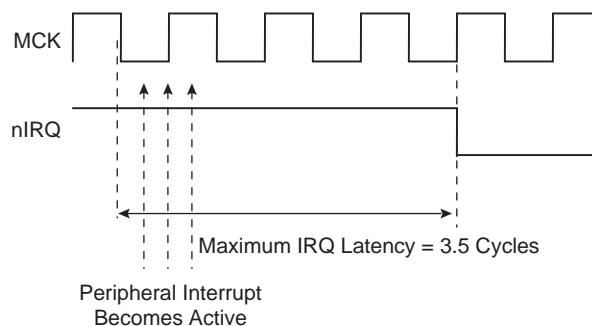 MCK
nIRQ
Maximum IRQ Latency = 3.5 Cycles
Peripheral Interrupt
Becomes Active